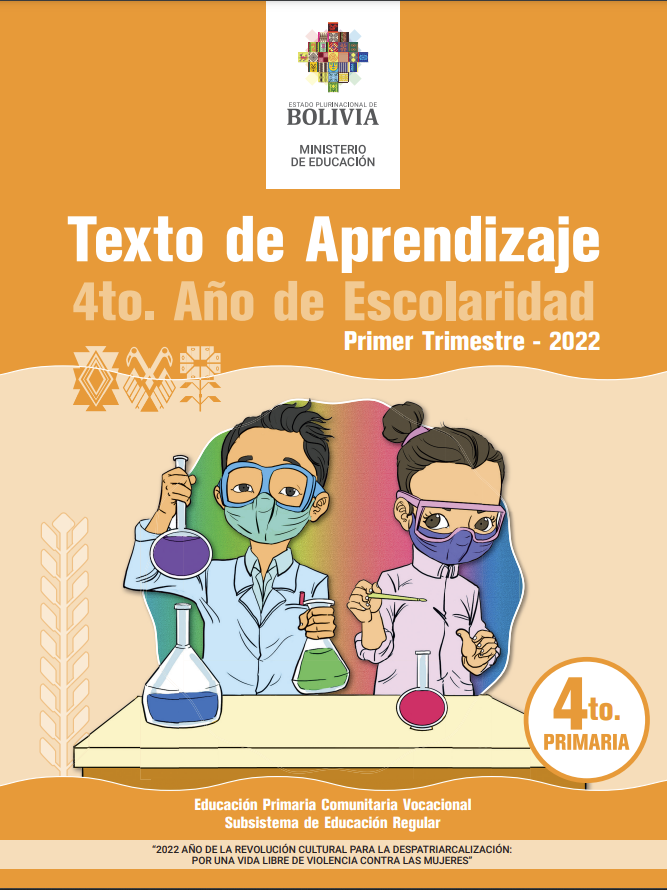 ESTADO PLURINACIONAL DE
BOLIVIA
MINISTERIO
DE EDUCACIÓN
Texto de Aprendizaje
4to. Año de Escolaridad
Primer Trimestre - 2022
4to.
PRIMARIA
Educación Primaria Comunitaria Vocacional
Subsistema de Educación Regular
“2022 AÑO DE LA REVOLUCIÓN CULTURAL PARA LA DESPATRIARCALIZACIÓN:
POR UNA VIDA LIBRE DE VIOLENCIA CONTRA LAS MUJERES”